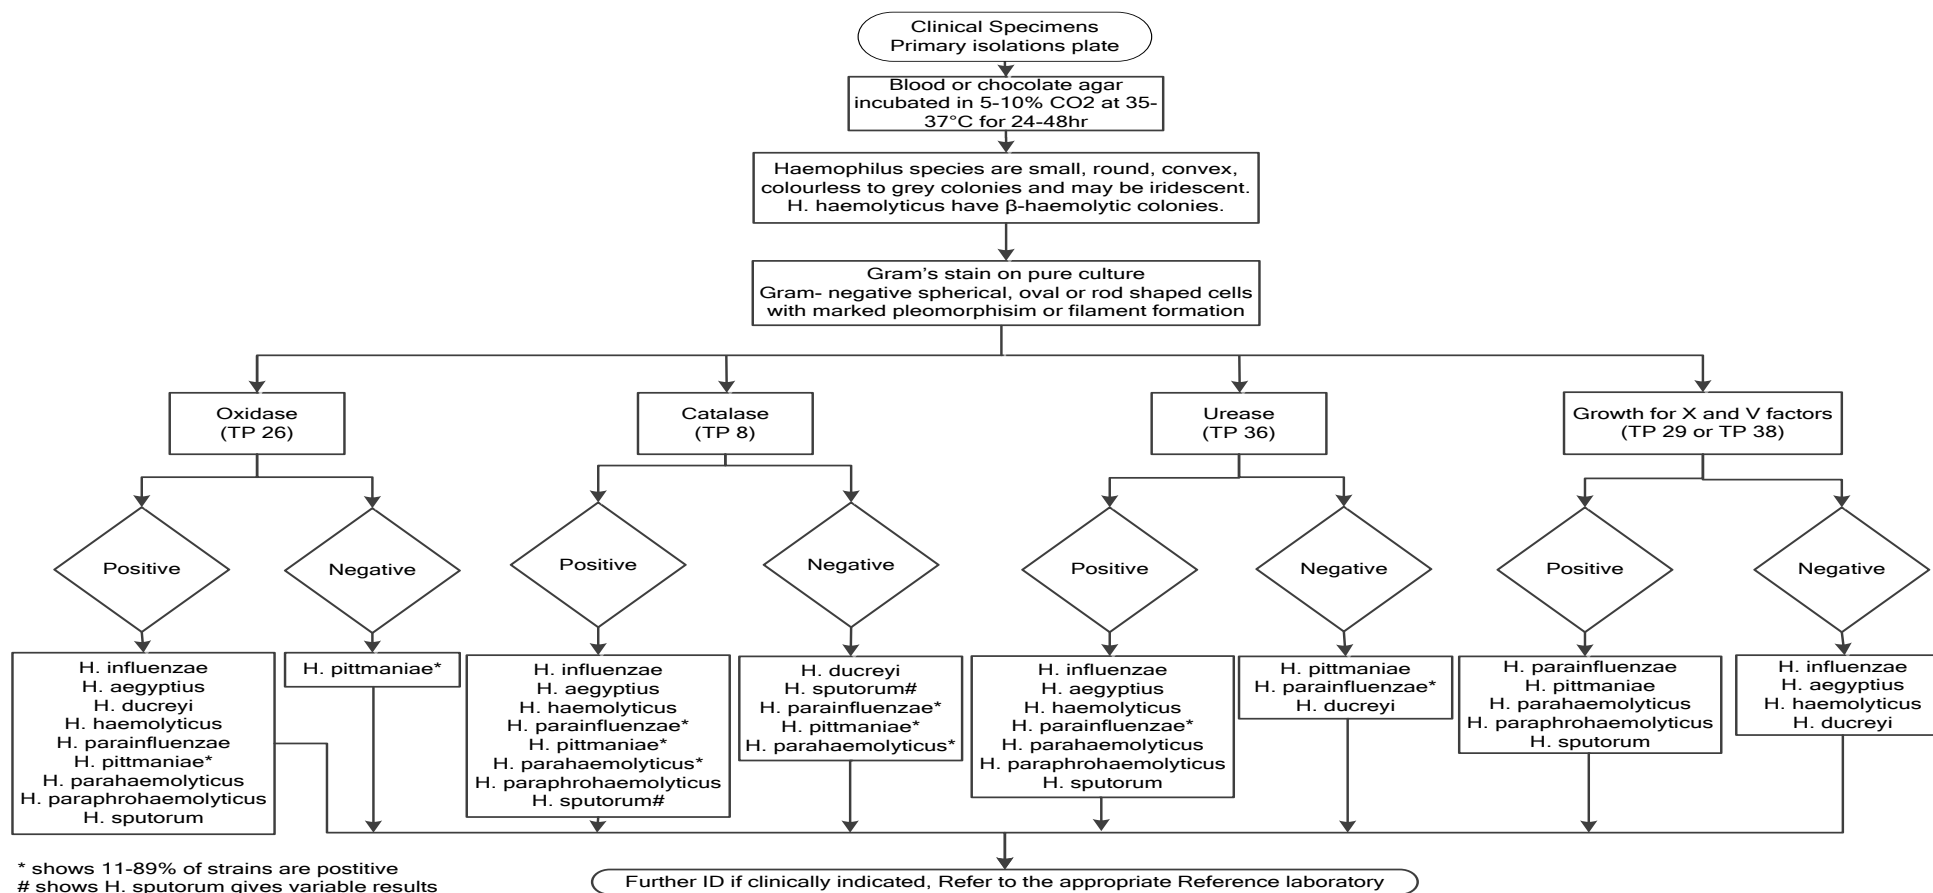 Clinical Specimens
Primary isolations plate
Blood or chocolate agar
incubated in 5-10% CO2 at 35-
37°C for 24-48hr
Haemophilus species are small, round, convex,
colourless to grey colonies and may be iridescent.
H. haemolyticus have β-haemolytic colonies.
Gram's stain on pure culture
Gram- negative spherical, oval or rod shaped cells
with marked pleomorphisim or filament formation
Oxidase
(TP 26)
Catalase
(TP 8)
Urease
(TP 36)
Growth for X and V factors
(TP 29 or TP 38)
Positive
Negative
Positive
Negative
Positive
Negative
Positive
Negative
H. influenzae
H. aegyptius
H. ducreyi
H. haemolyticus
H. parainfluenzae
H. pittmaniae*
H. parahaemolyticus
H. paraphrohaemolyticus
H. sputorum
H. pittmaniae*
H. influenzae
H. aegyptius
H. haemolyticus
H. parainfluenzae*
H. pittmaniae*
H. parahaemolyticus*
H. paraphrohaemolyticus
H. sputorum#
H. ducreyi
H. sputorum#
H. parainfluenzae*
H. pittmaniae*
H. parahaemolyticus*
H. influenzae
H. aegyptius
H. haemolyticus
H. parainfluenzae*
H. parahaemolyticus
H. paraphrohaemolyticus
H. sputorum
H. pittmaniae
H. parainfluenzae*
H. ducreyi
H. parainfluenzae
H. pittmaniae
H. parahaemolyticus
H. paraphrohaemolyticus
H. sputorum
H. influenzae
H. aegyptius
H. haemolyticus
H. ducreyi
* shows 11-89% of strains are postitive
# shows H. sputorum gives variable results
Further ID if clinically indicated, Refer to the appropriate Reference laboratory